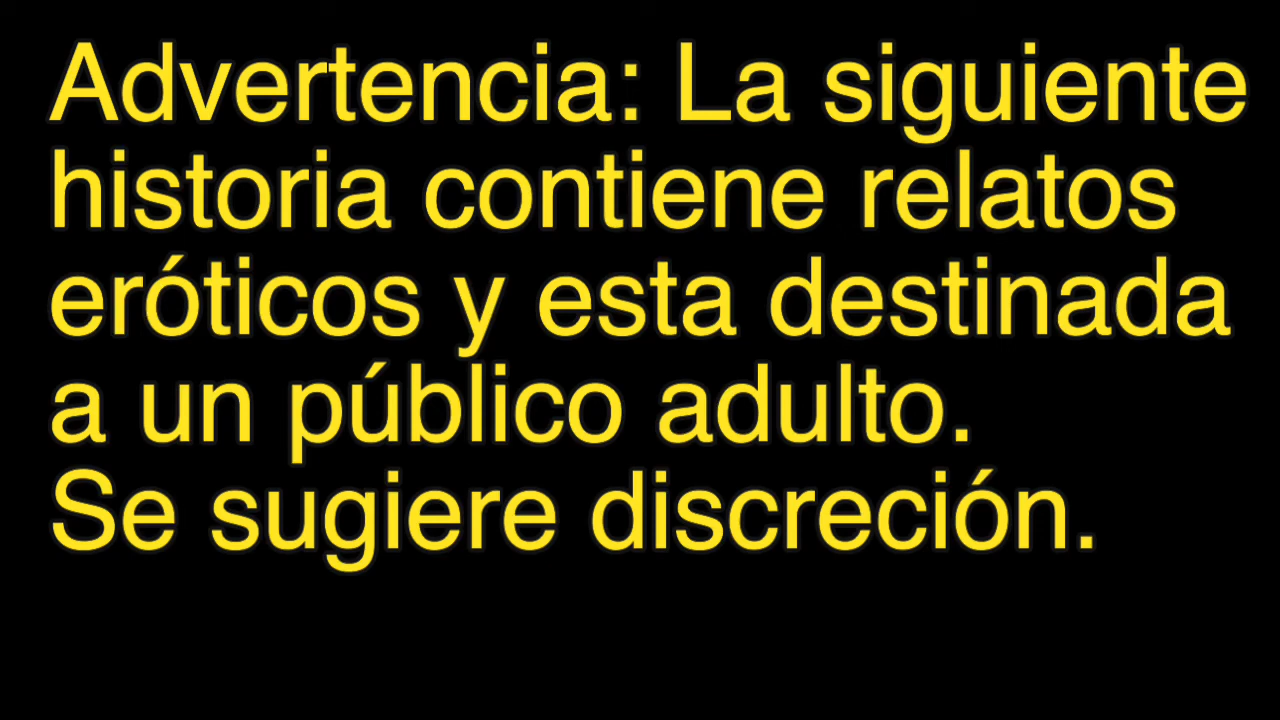 Advertencia: La siguiente
historia contiene relatos
eróticos y esta destinada
a un público adulto.
Se sugiere discreción.